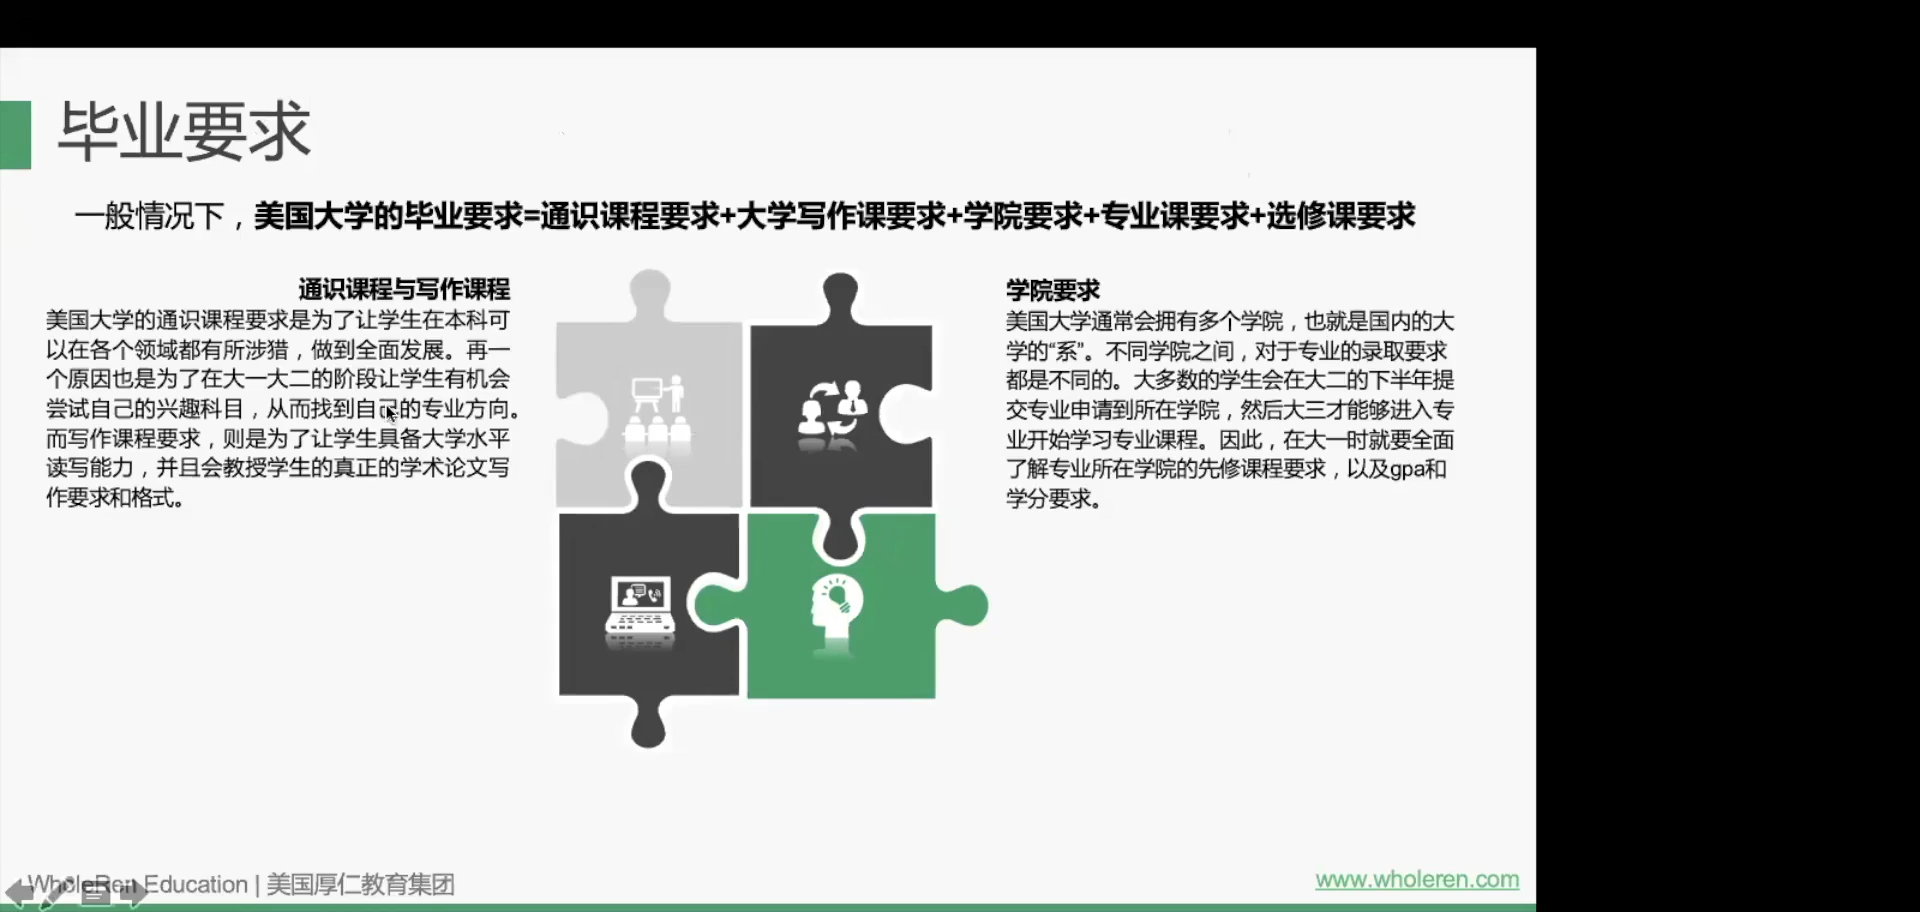 毕业要求
一般情况下，美国大学的毕业要求=通识课程要求+大学写作课要求+学院要求+专业课要求+选修课要求
通识课程与写作课程
美国大学的通识课程要求是为了让学生在本科可
以在各个领域都有所涉猎，做到全面发展。再一
个原因也是为了在大一大二的阶段让学生有机会
尝试自己的兴趣科目，从而找到自己的专业方向。
而写作课程要求，则是为了让学生具备大学水平
读写能力，并且会教授学生的真正的学术论文写
作要求和格式。
学院要求
美国大学通常会拥有多个学院，也就是国内的大
学的“系”。不同学院之间，对于专业的录取要求
都是不同的。大多数的学生会在大二的下半年提
交专业申请到所在学院，然后大三才能够进入专
业开始学习专业课程。因此，在大一时就要全面
了解专业所在学院的先修课程要求，以及gpa和
学分要求。
WholeRen Education | 美国厚仁教育集团
www.wholeren.com